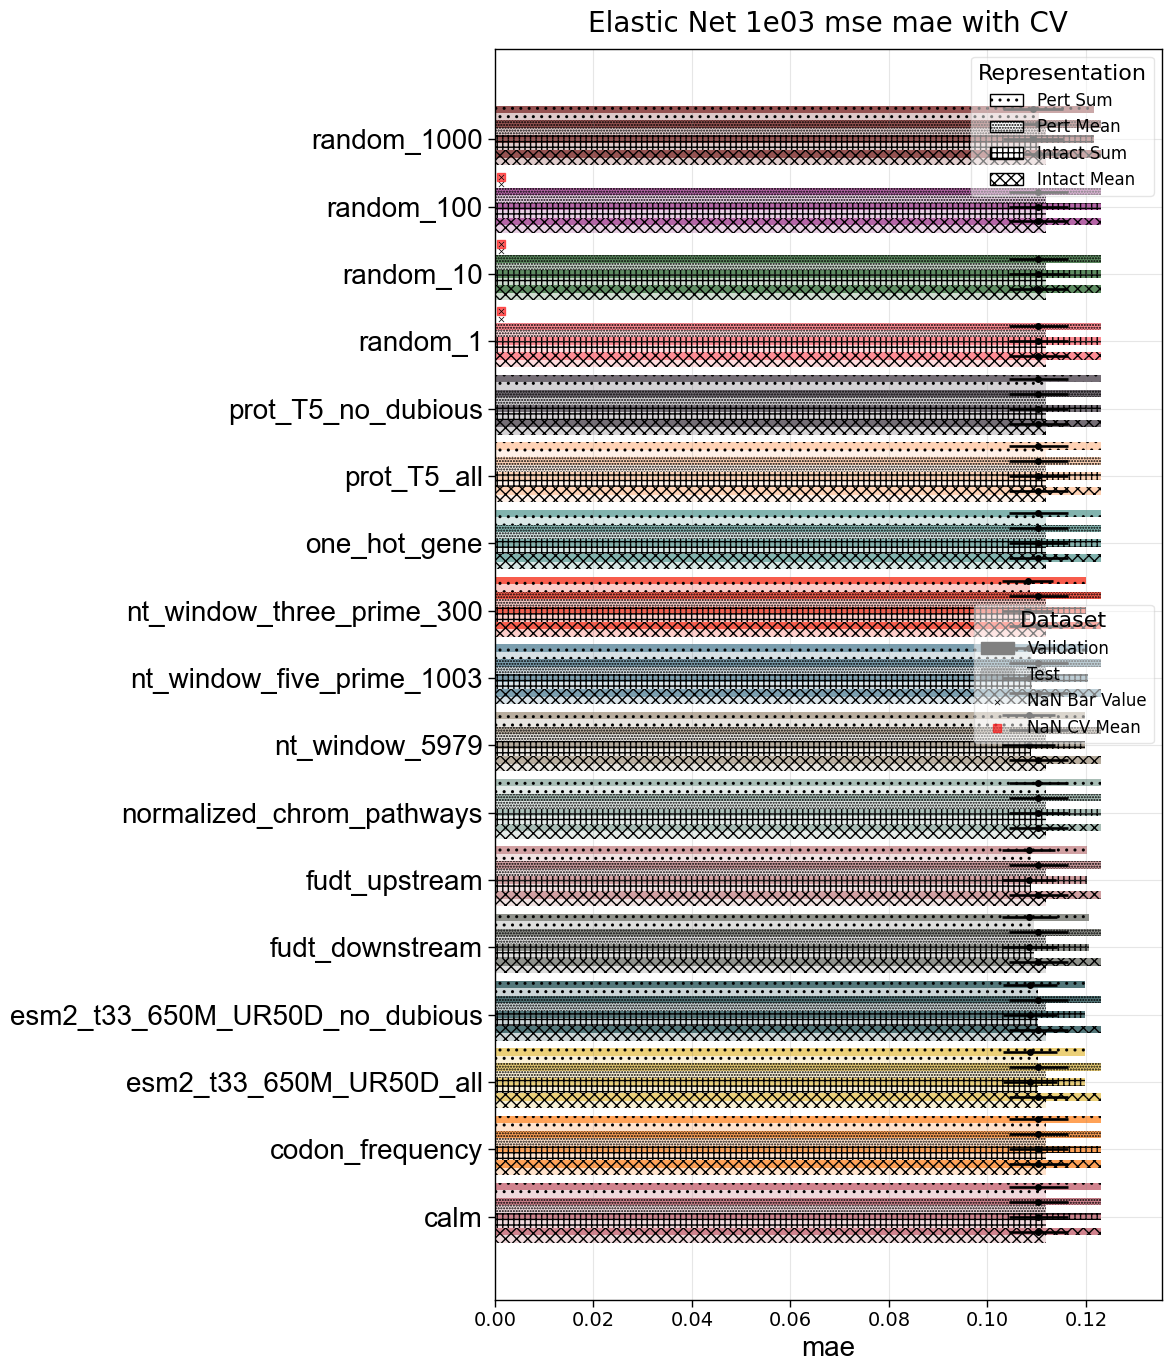 Elastic Net 1e03 mse mae with CV
Representation
Pert Sum
Pert Mean
Intact Sum
Intact Mean
random_1000
random_100
random_10
random_1
prot_T5_no_dubious
prot_T5_all
one_hot_gene
nt_window_three_prime_300
nt_window_five_prime_1003
nt_window_5979
normalized_chrom_pathways
fudt_upstream
fudt_downstream
esm2_t33_650M_UR50D_no_dubious
esm2_t33_650M_UR50D_all
codon_frequency
calm
Dataset
Validation
Test
NaN Bar Value
NaN CV Mean
0.00 0.02 0.04 0.06 0.08 0.10 0.12
mae